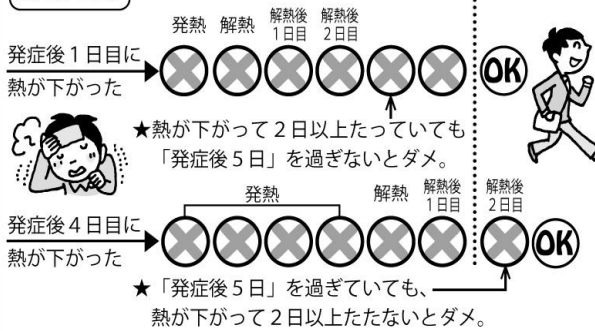 発熱 解熱 解熱後1日目 解熱後2日目
発症後1日目に
熱が下がった
OK
★熱が下がって2日以上たっていても
「発症後5日」を過ぎないとダメ。
発熱 解熱 解熱後1日目 解熱後2日目
発症後4日目に
熱が下がった
OK
★「発症後5日」を過ぎていても、
熱が下がって2日以上たたないとダメ。